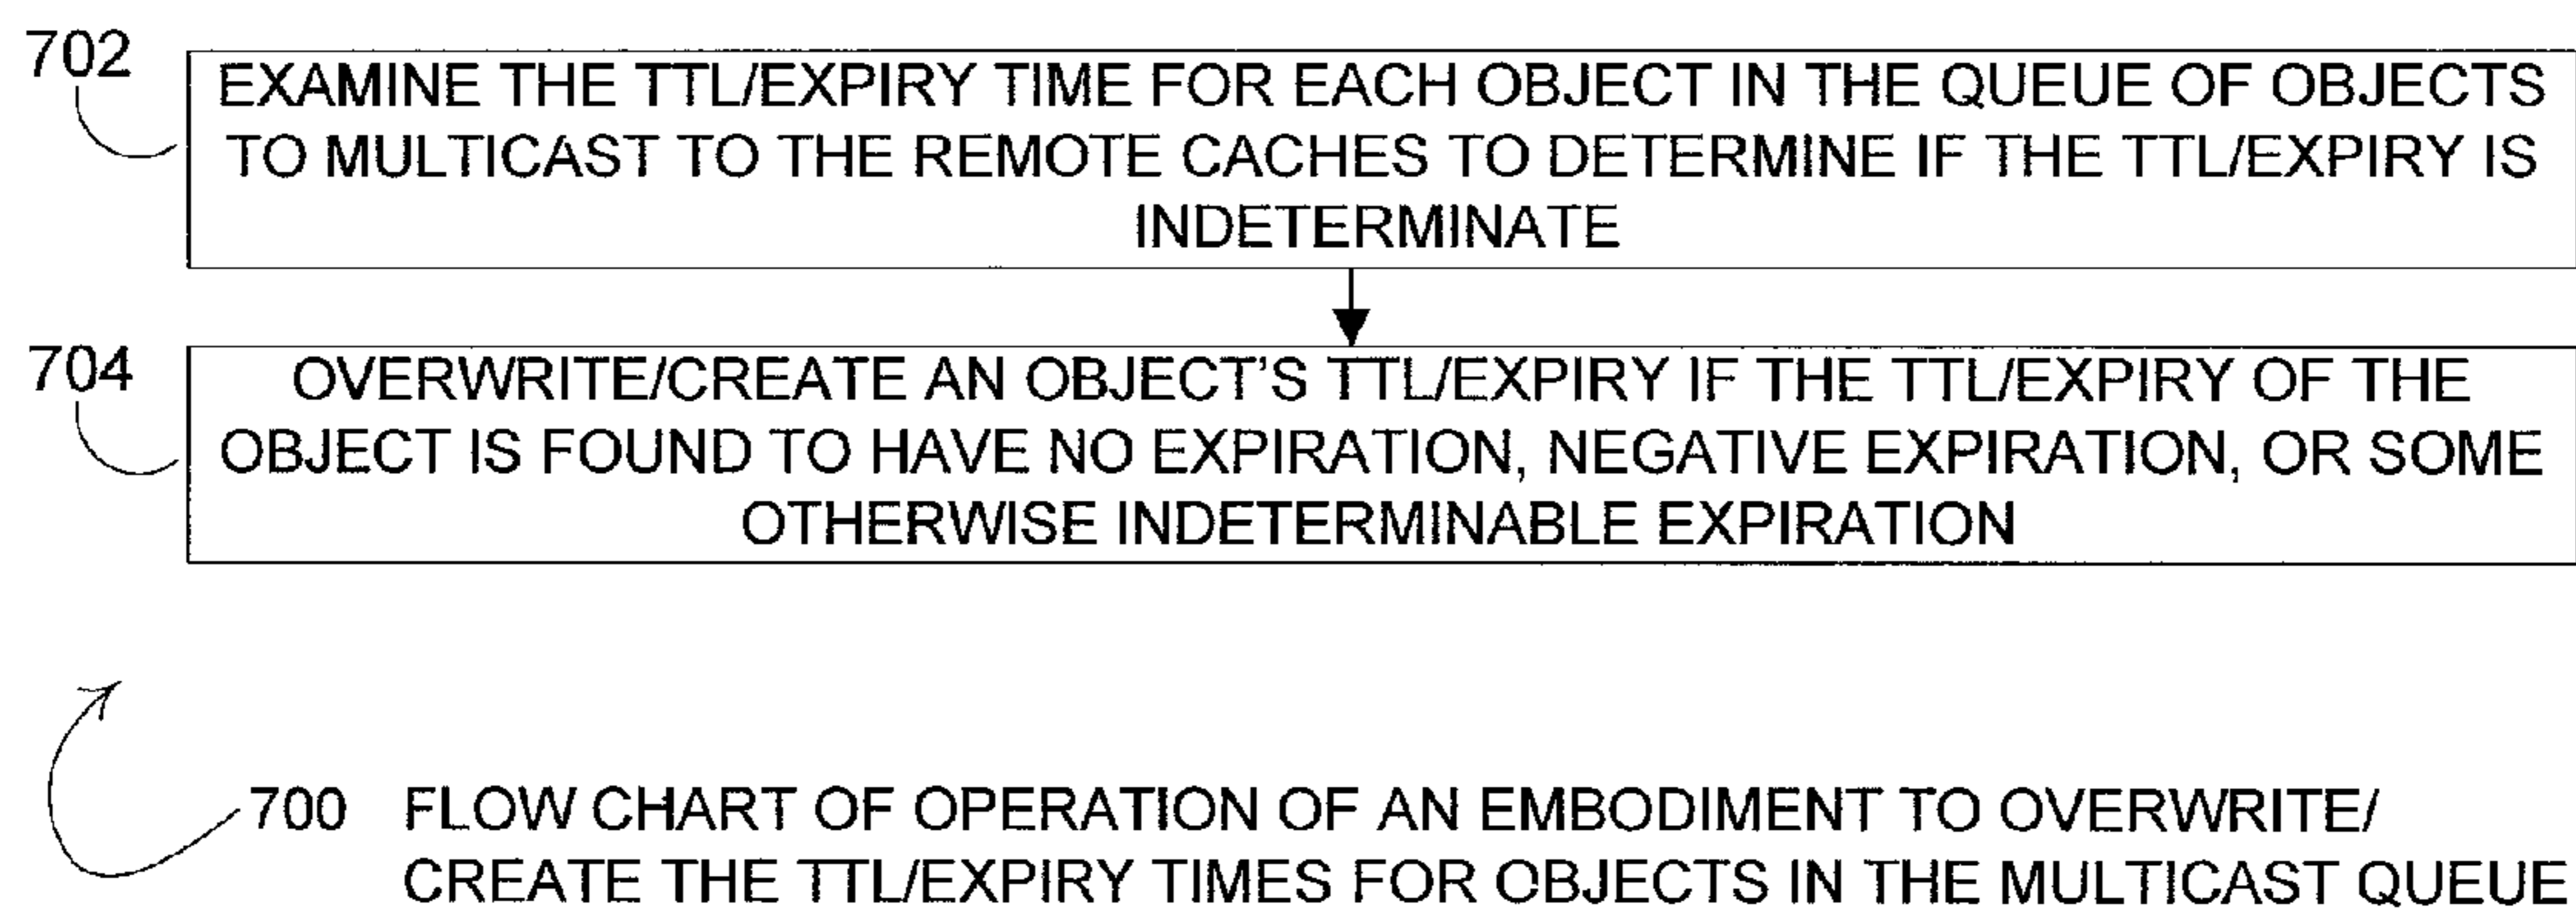 702
EXAMINE THE TTL/EXPIRY TIME FOR EACH OBJECT IN THE QUEUE OF OBJECTS
TO MULTICAST TO THE REMOTE CACHES TO DETERMINE IF THE TTL/EXPIRY IS
INDETERMINATE
704
OVERWRITE/CREATE AN OBJECT'S TTL/EXPIRY IF THE TTL/EXPIRY OF THE
OBJECT IS FOUND TO HAVE NO EXPIRATION, NEGATIVE EXPIRATION, OR SOME
OTHERWISE INDETERMINABLE EXPIRATION
700 FLOW CHART OF OPERATION OF AN EMBODIMENT TO OVERWRITE/
CREATE THE TTL/EXPIRY TIMES FOR OBJECTS IN THE MULTICAST QUEUE